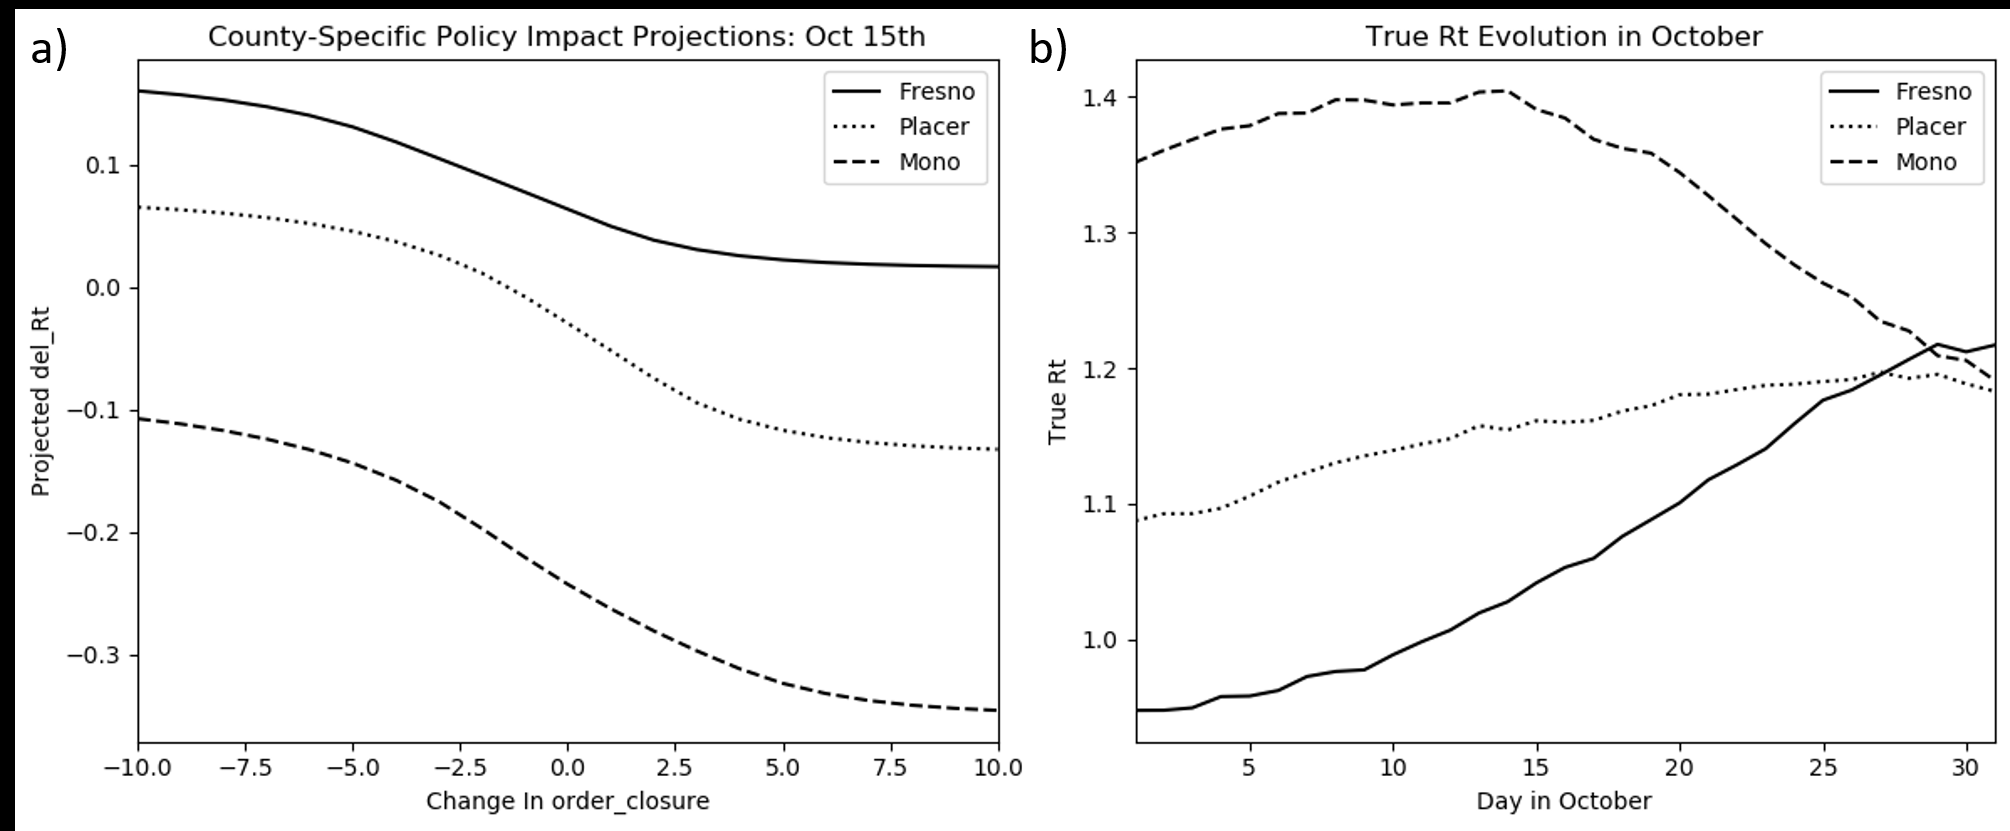 a)
County-Specific Policy Impact Projections: Oct 15th
Fresno
Placer
Mono
0.1
0.0
−0.1
−0.2
−0.3
Projected del_Rt
−10.0 −7.5 −5.0 −2.5 0.0 2.5 5.0 7.5 10.0
Change In order_closure
b)
True Rt Evolution in October
Fresno
Placer
Mono
1.4
1.3
1.2
1.1
1.0
True Rt
5 10 15 20 25 30
Day in October